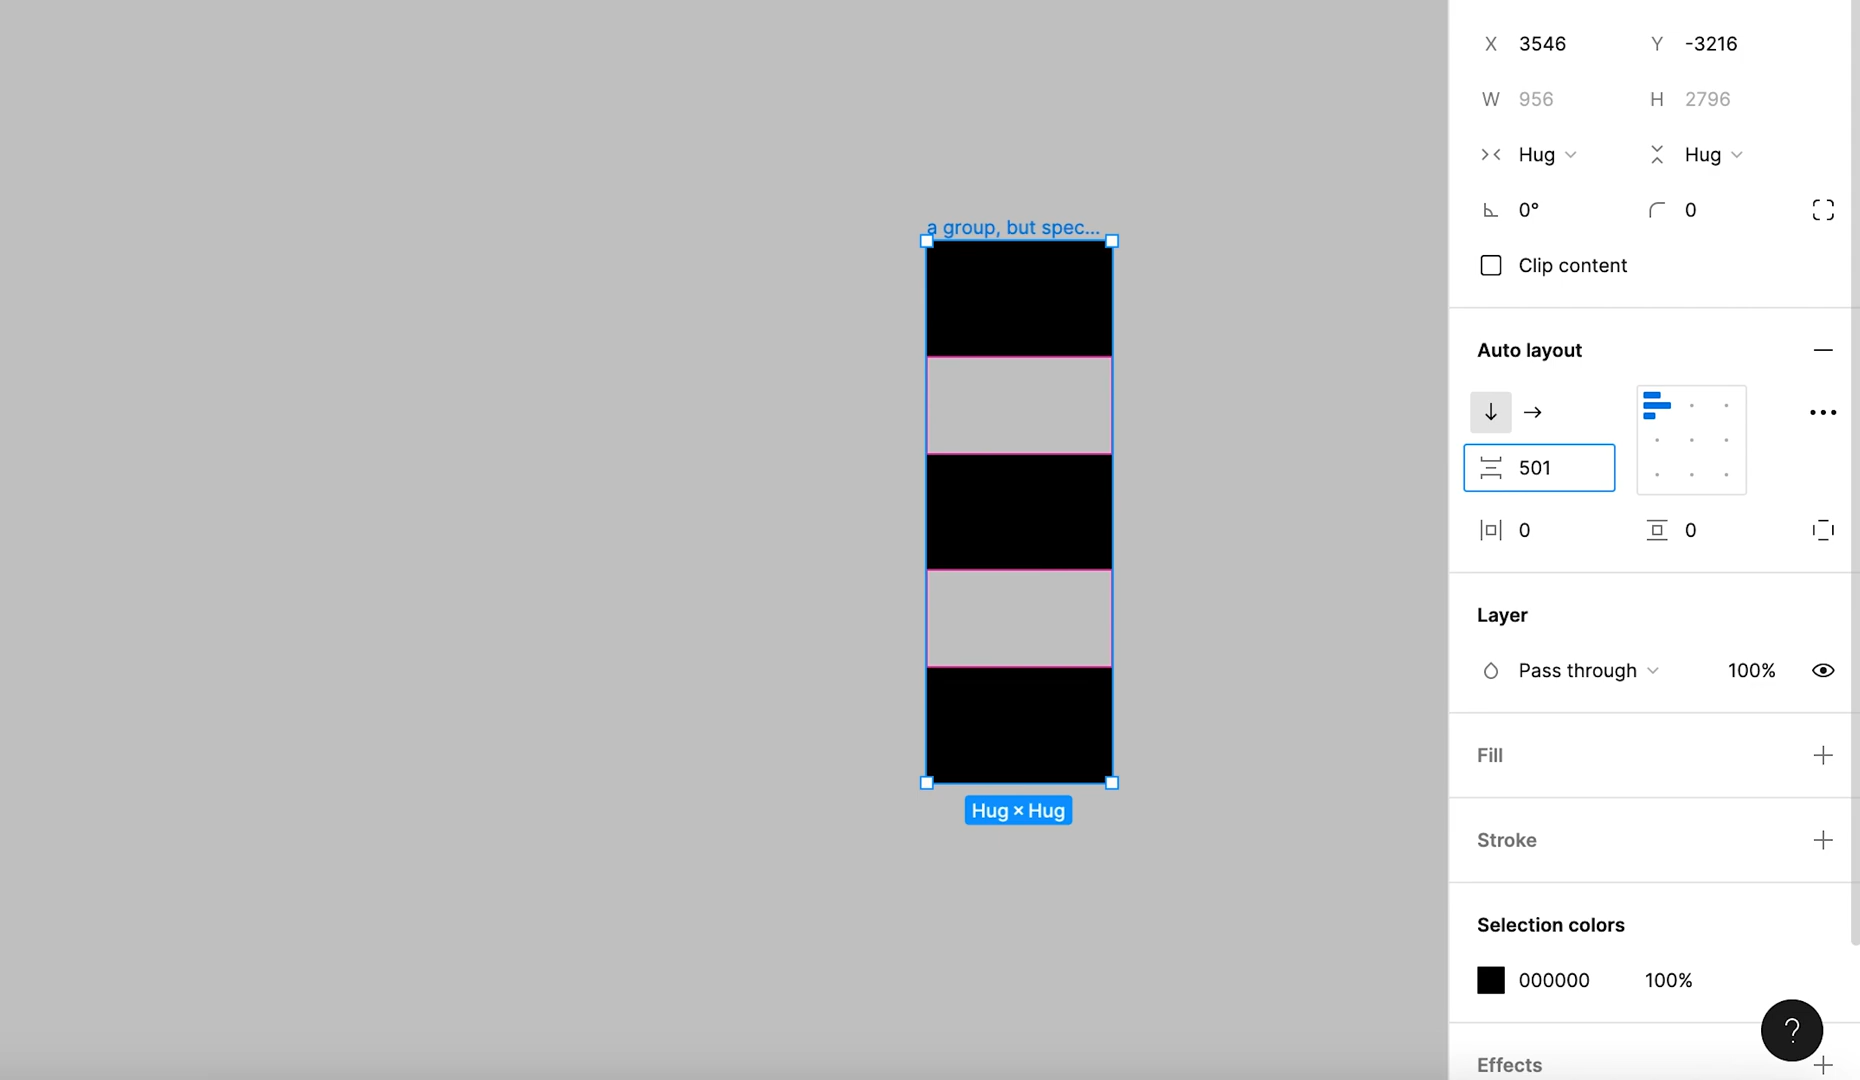 X 3546 Y -3216
W 956 H 2796
Hug Hug
0° 0
a group, but spec...
Clip content
Auto layout
501
0 0
Layer
Pass through 100%
Fill
Hug × Hug
Stroke
Selection colors
000000 100%
?
Effects